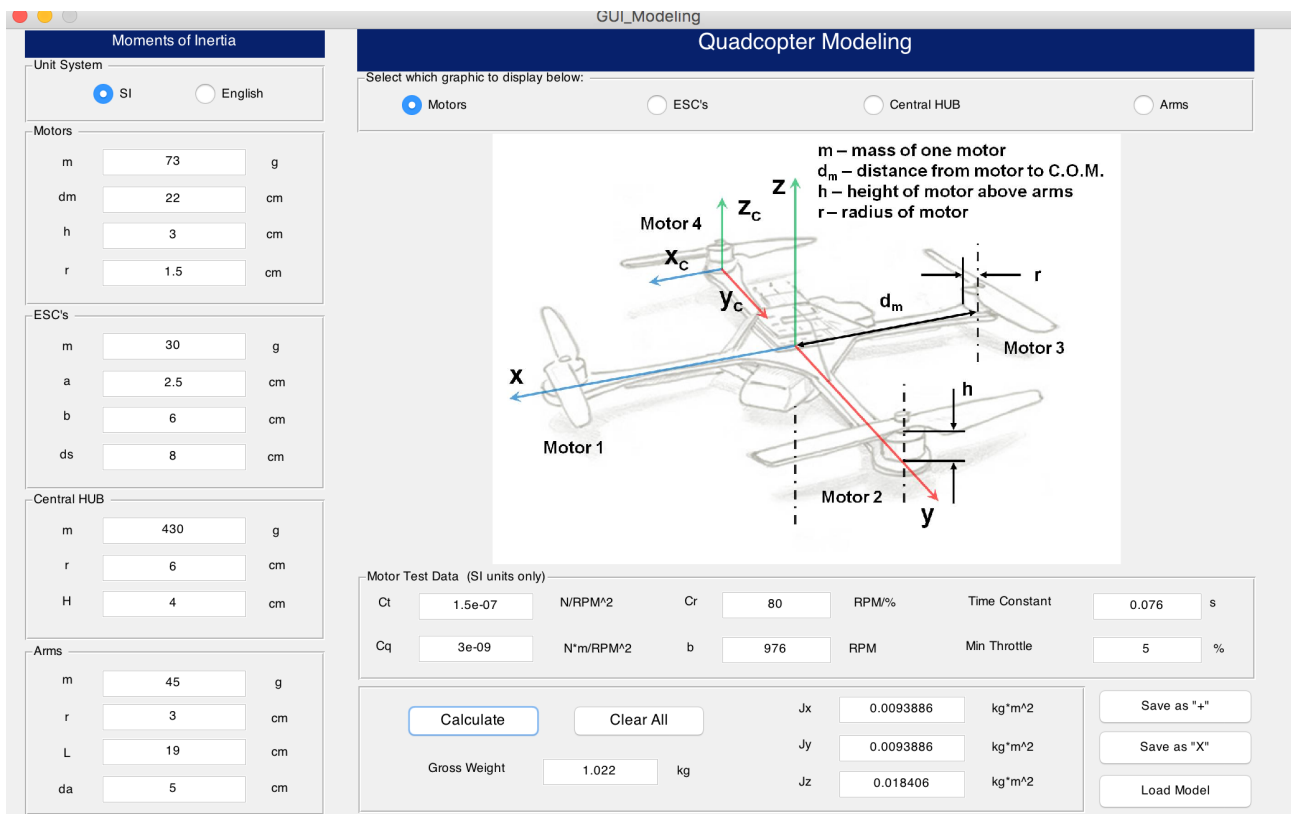 GUI_Modeling
Moments of Inertia
Unit System
SI English
Motors
m 73 g
dm 22 cm
h 3 cm
r 1.5 cm
ESC's
m 30 g
a 2.5 cm
b 6 cm
ds 8 cm
Central HUB
m 430 g
r 6 cm
H 4 cm
Arms
m 45 g
r 3 cm
L 19 cm
da 5 cm
Quadcopter Modeling
Select which graphic to display below:
Motors ESC's Central HUB Arms
m – mass of one motor
dm – distance from motor to C.O.M.
h – height of motor above arms
r – radius of motor
z
zc
Motor 4
xc
yc
r
dm
Motor 3
x
h
Motor 1
Motor 2
y
Motor Test Data (SI units only)
Ct 1.5e-07 N/RPM^2 Cr 80 RPM/% Time Constant 0.076 s
Cq 3e-09 N*m/RPM^2 b 976 RPM Min Throttle 5 %
Calculate Clear All
Gross Weight 1.022 kg
Jx 0.0093886 kg*m^2
Jy 0.0093886 kg*m^2
Jz 0.018406 kg*m^2
Save as "+"
Save as "X"
Load Model